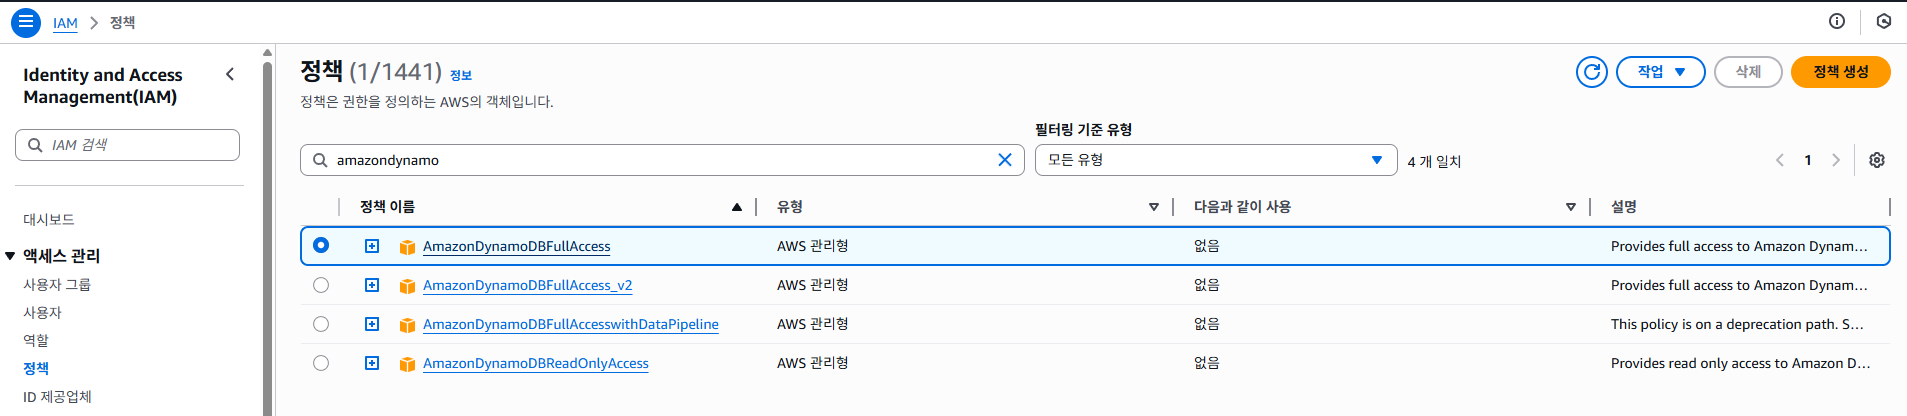 IAM > 정책
Identity and Access
Management(IAM)
IAM 검색
대시보드
액세스 관리
사용자 그룹
사용자
역할
정책
ID 제공업체
정책 (1/1441) 정보
정책은 권한을 정의하는 AWS의 객체입니다.
작업
삭제
정책 생성
필터링 기준 유형
amazondynamo
모든 유형
4 개 일치
1
정책 이름 유형 다음과 같이 사용 설명
AmazonDynamoDBFullAccess AWS 관리형 없음 Provides full access to Amazon Dynam...
AmazonDynamoDBFullAccess_v2 AWS 관리형 없음 Provides full access to Amazon Dynam...
AmazonDynamoDBFullAccesswithDataPipeline AWS 관리형 없음 This policy is on a deprecation path. S...
AmazonDynamoDBReadOnlyAccess AWS 관리형 없음 Provides read only access to Amazon D...